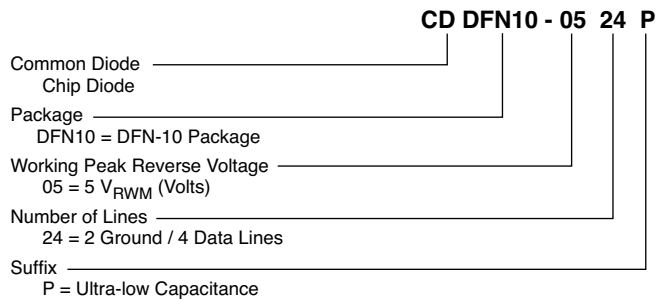 CD DFN10 - 05 24 P
Common Diode
Chip Diode
Package
DFN10 = DFN-10 Package
Working Peak Reverse Voltage
05 = 5 VRWM (Volts)
Number of Lines
24 = 2 Ground / 4 Data Lines
Suffix
P = Ultra-low Capacitance